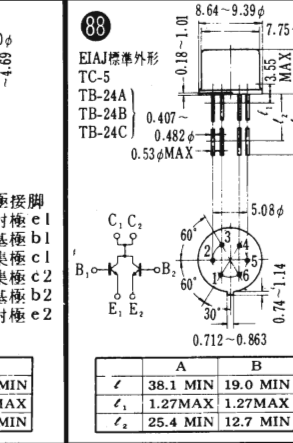 0φ
4.69
極接脚
射極 e1
基極 b1
集極 c1
集極 c2
基極 b2
射極 e2
MIN
MAX
MIN
88
EIAJ標準外形
TC-5
TB-24A
TB-24B
TB-24C
8.64~9.39φ
7.75~
0.18~1.01
3.55
MAX
0.407~
0.482φ
0.53φMAX
ℓ₁
ℓ₂
5.08φ
60°
60°
30°
1
2
3
4
5
6
0.74~1.14
0.712~0.863
C₁ C₂
B₁
B₂
E₁ E₂
A B
ℓ 38.1 MIN 19.0 MIN
ℓ₁ 1.27MAX 1.27MAX
ℓ₂ 25.4 MIN 12.7 MIN